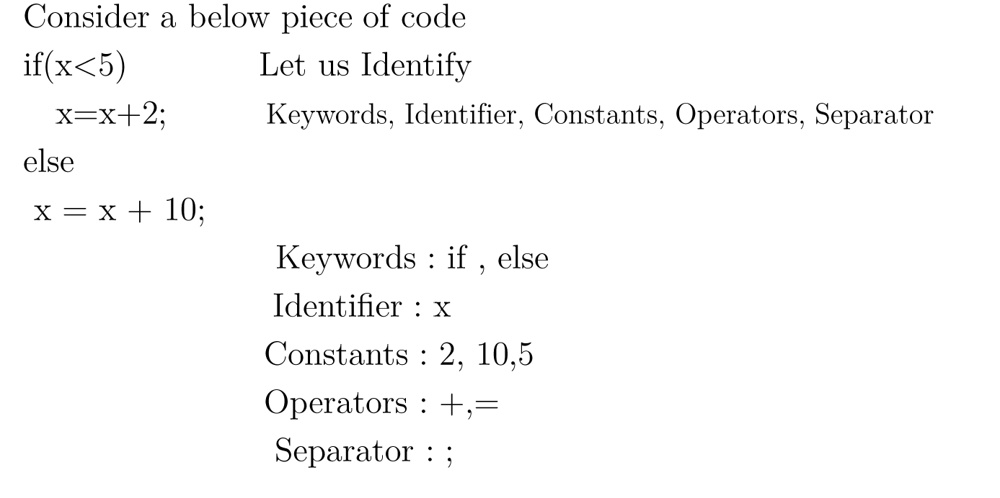 Consider a below piece of code
if(x<5) Let us Identify
x=x+2; Keywords, Identifier, Constants, Operators, Separator
else
x = x + 10;
Keywords : if , else
Identifier : x
Constants : 2, 10,5
Operators : +,=
Separator : ;